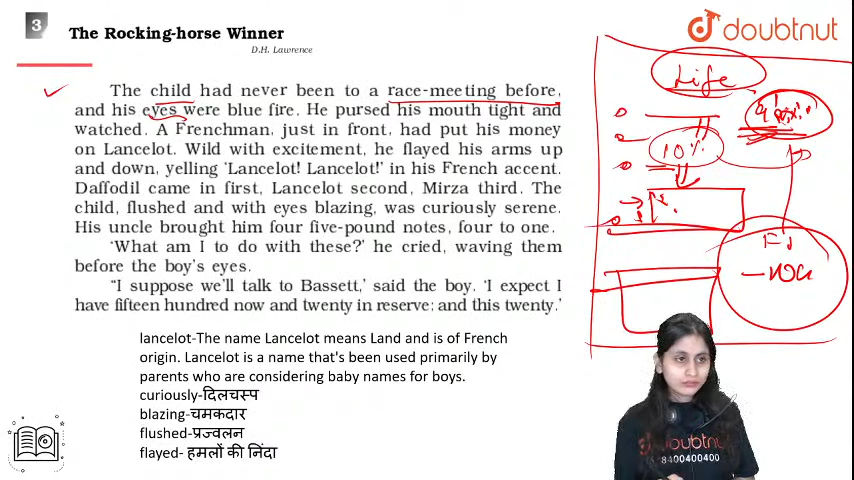 3
The Rocking-horse Winner
D.H. Lawrence
doubtnut
The child had never been to a race-meeting before,
and his eyes were blue fire. He pursed his mouth tight and
watched. A Frenchman, just in front, had put his money
on Lancelot. Wild with excitement, he flayed his arms up
and down, yelling ‘Lancelot! Lancelot!’ in his French accent.
Daffodil came in first, Lancelot second, Mirza third. The
child, flushed and with eyes blazing, was curiously serene.
His uncle brought him four five-pound notes, four to one.
‘What am I to do with these?’ he cried, waving them
before the boy’s eyes.
“I suppose we’ll talk to Bassett,’ said the boy. ‘I expect I
have fifteen hundred now and twenty in reserve; and this twenty.’
lancelot-The name Lancelot means Land and is of French
origin. Lancelot is a name that's been used primarily by
parents who are considering baby names for boys.
curiously-दिलचस्प
blazing-चमकदार
flushed-प्रज्वलन
flayed- हमलों की निंदा
Life
10%
doubtnut
8400400400